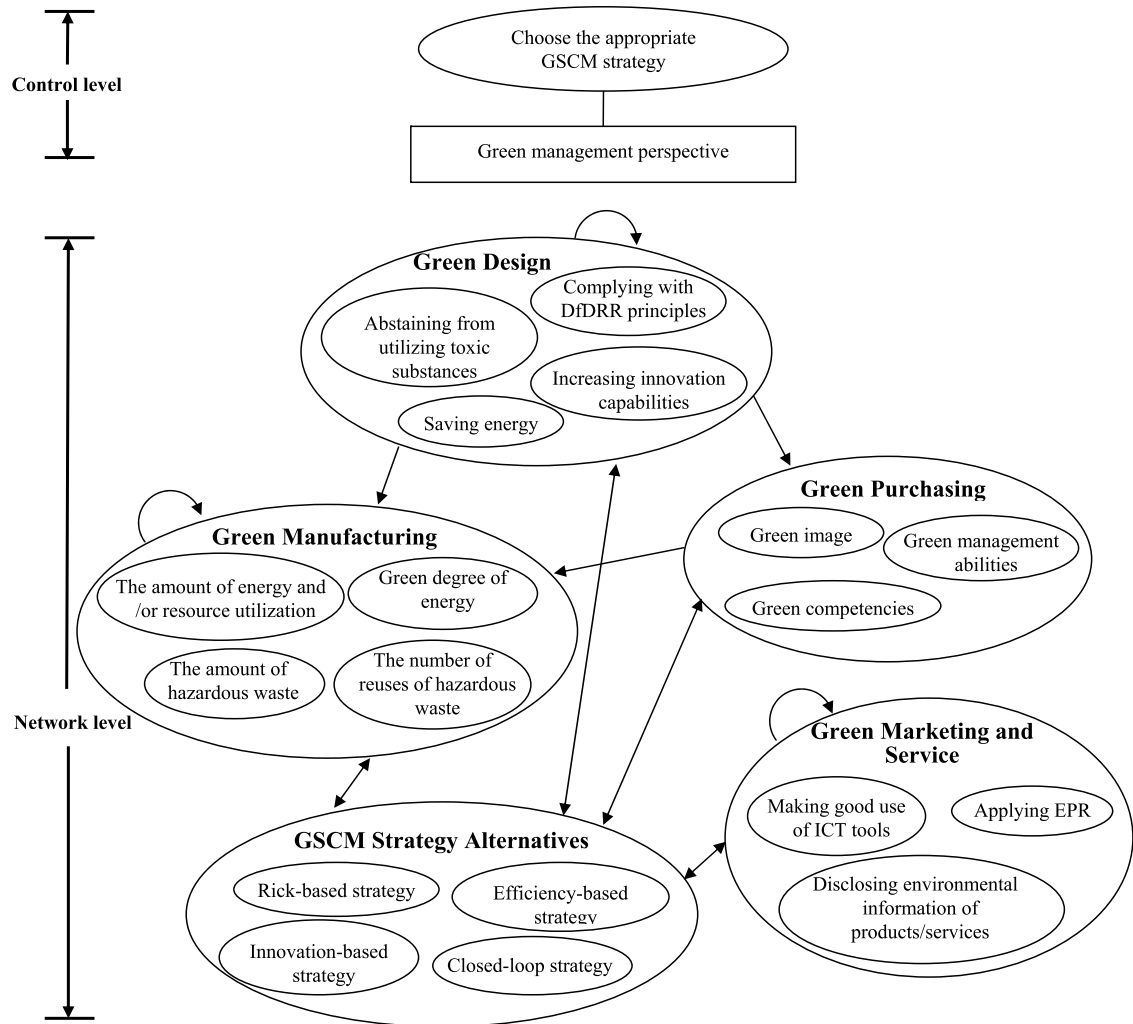 Choose the appropriate
GSCM strategy
Control level
Green management perspective
Green Design
Complying with
DfDRR principles
Abstaining from
utilizing toxic
substances
Increasing innovation
capabilities
Saving energy
Green Purchasing
Green image
Green management
abilities
Green competencies
Green Manufacturing
The amount of energy and
/or resource utilization
Green degree of
energy
The amount of
hazardous waste
The number of
reuses of hazardous
waste
Network level
Green Marketing and
Service
Making good use
of ICT tools
Applying EPR
Disclosing environmental
information of
products/services
GSCM Strategy Alternatives
Rick-based strategy
Efficiency-based
strategy
Innovation-based
strategy
Closed-loop strategy